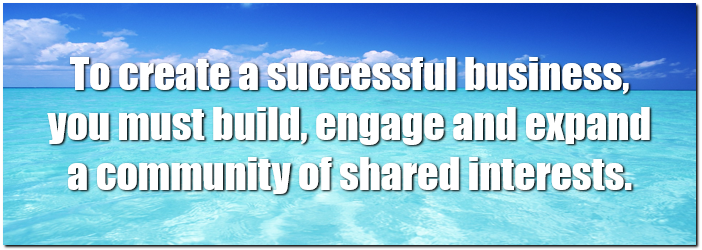 To create a successful business,
you must build, engage and expand
a community of shared interests.